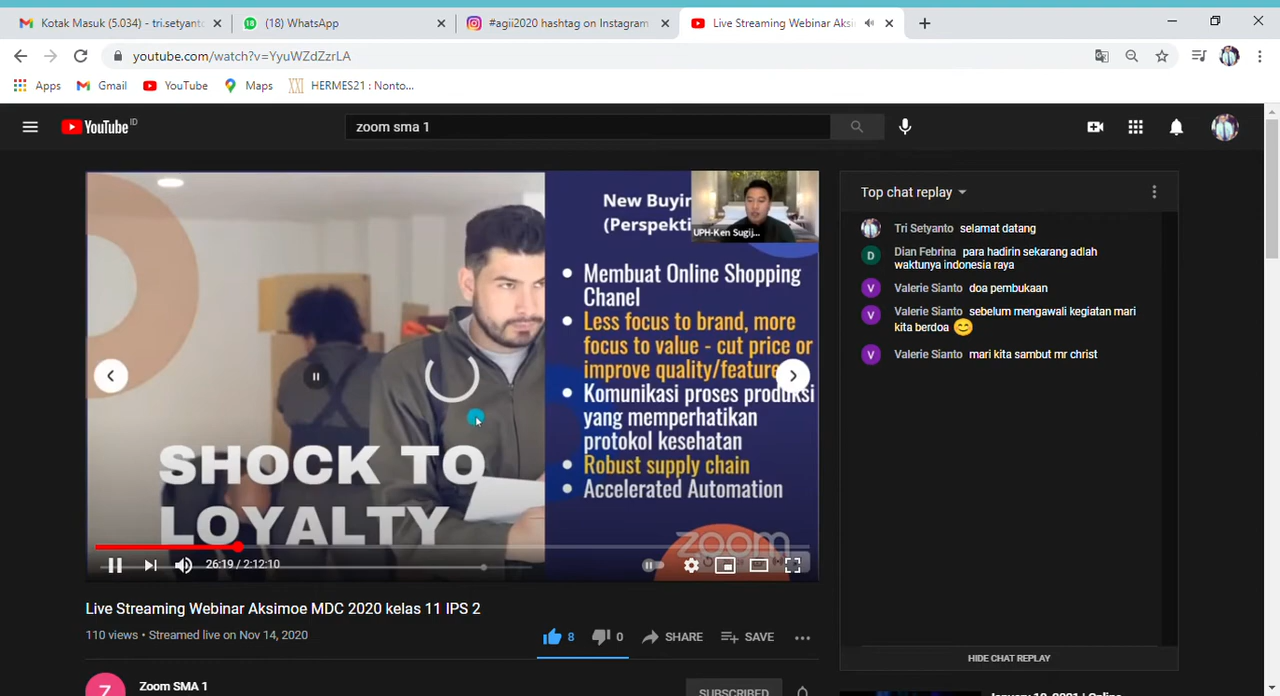 Kotak Masuk (5.034) - tri.setyanto
(18) WhatsApp
#agii2020 hashtag on Instagram
Live Streaming Webinar Aksi
youtube.com/watch?v=YyuWZdZzrLA
Apps
Gmail
YouTube
Maps
HERMES21 : Nonto...
YouTube ID
zoom sma 1
New Buyin
(Perspekti
UPH-Ken Sugij...
Membuat Online Shopping
Chanel
Less focus to brand, more
focus to value - cut price or
improve quality/feature
Komunikasi proses produksi
yang memperhatikan
protokol kesehatan
Robust supply chain
Accelerated Automation
SHOCK TO
LOYALTY
zoom
26:19 / 2:12:10
Top chat replay
Tri Setyanto selamat datang
Dian Febrina para hadirin sekarang adlah
waktunya indonesia raya
Valerie Sianto doa pembukaan
Valerie Sianto sebelum mengawali kegiatan mari
kita berdoa 😊
Valerie Sianto mari kita sambut mr christ
HIDE CHAT REPLAY
Live Streaming Webinar Aksimoe MDC 2020 kelas 11 IPS 2
110 views • Streamed live on Nov 14, 2020
8
0
SHARE
SAVE
Z
Zoom SMA 1
SUBSCRIBED
January 10, 2021 | Online